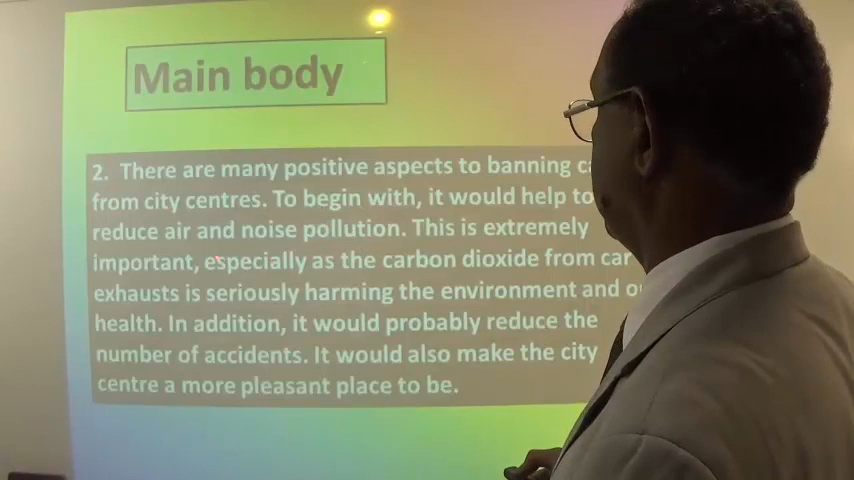 Main body
2. There are many positive aspects to banning
from city centres. To begin with, it would help to
reduce air and noise pollution. This is extremely
important, especially as the carbon dioxide from car
exhausts is seriously harming the environment and
health. In addition, it would probably reduce the
number of accidents. It would also make the city
centre a more pleasant place to be.